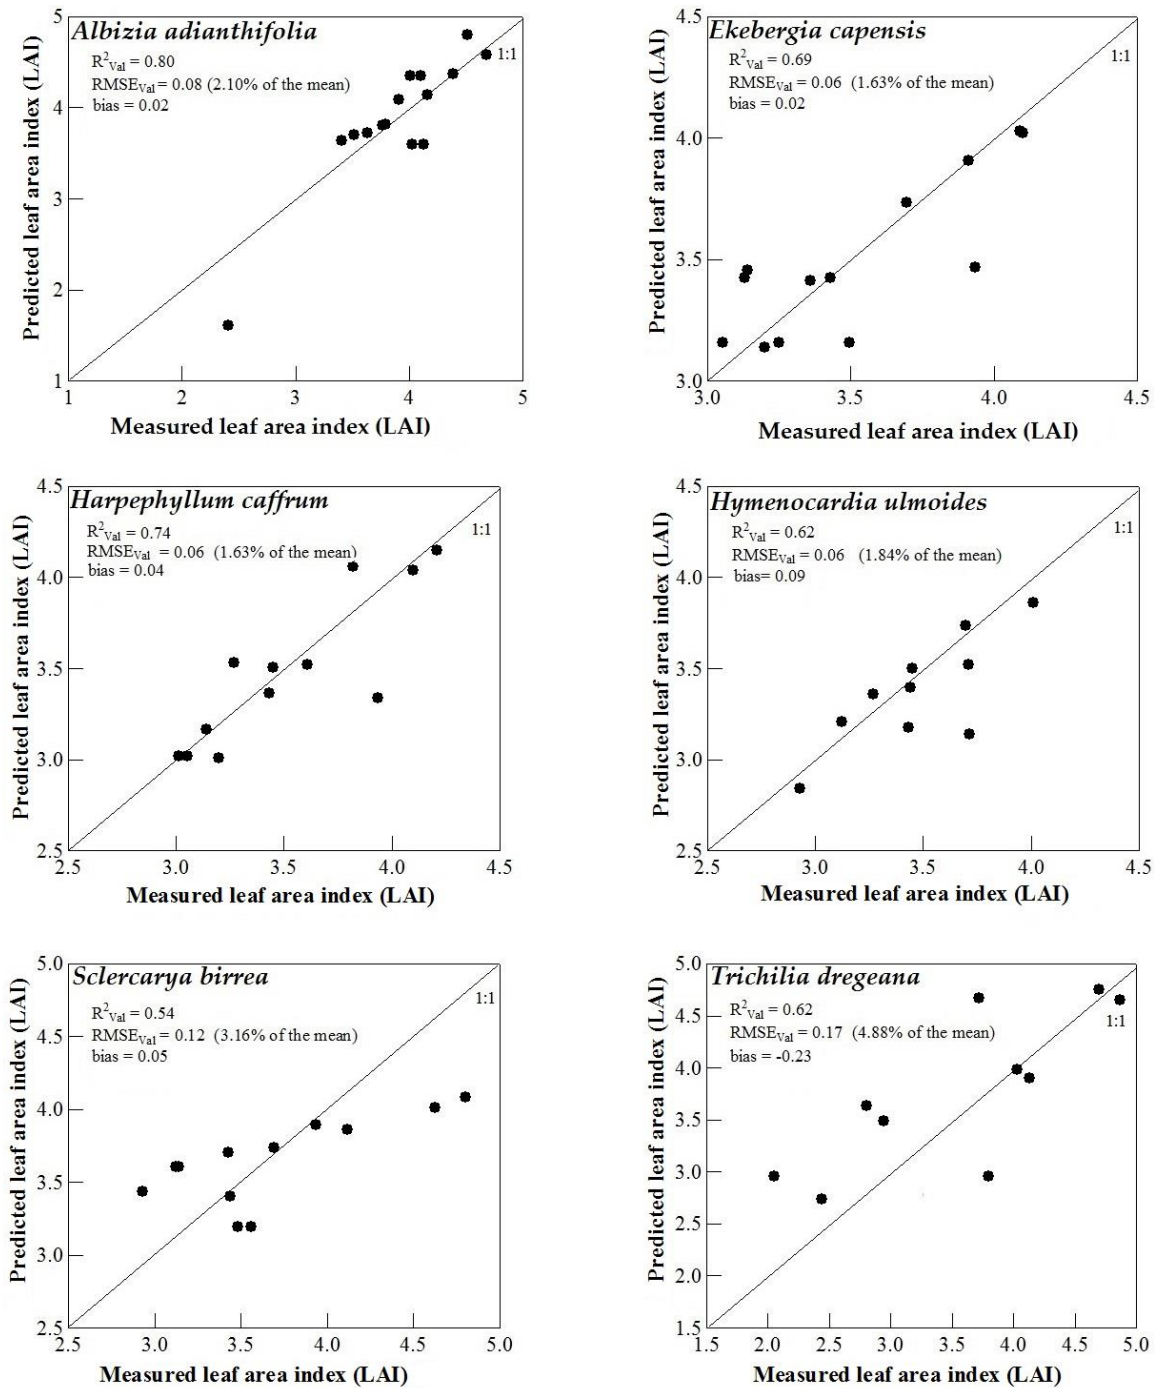 Albizia adianthifolia
R²Val = 0.80
RMSEVal = 0.08 (2.10% of the mean)
bias = 0.02
1:1
5
4
3
2
1
1 2 3 4 5
Predicted leaf area index (LAI)
Measured leaf area index (LAI)
Ekebergia capensis
R²Val = 0.69
RMSEVal = 0.06 (1.63% of the mean)
bias = 0.02
1:1
4.5
4.0
3.5
3.0
3.0 3.5 4.0 4.5
Predicted leaf area index (LAI)
Measured leaf area index (LAI)
Harpephyllum caffrum
R²Val = 0.74
RMSEVal = 0.06 (1.63% of the mean)
bias = 0.04
1:1
4.5
4.0
3.5
3.0
2.5
2.5 3.0 3.5 4.0 4.5
Predicted leaf area index (LAI)
Measured leaf area index (LAI)
Hymenocardia ulmoides
R²Val = 0.62
RMSEVal = 0.06 (1.84% of the mean)
bias= 0.09
1:1
4.5
4.0
3.5
3.0
2.5
2.5 3.0 3.5 4.0 4.5
Predicted leaf area index (LAI)
Measured leaf area index (LAI)
Sclercarya birrea
R²Val = 0.54
RMSEVal = 0.12 (3.16% of the mean)
bias = 0.05
1:1
5.0
4.5
4.0
3.5
3.0
2.5
2.5 3.0 3.5 4.0 4.5 5.0
Predicted leaf area index (LAI)
Measured leaf area index (LAI)
Trichilia dregeana
R²Val = 0.62
RMSEVal = 0.17 (4.88% of the mean)
bias = -0.23
1:1
5.0
4.5
4.0
3.5
3.0
2.5
2.0
1.5
1.5 2.0 2.5 3.0 3.5 4.0 4.5 5.0
Predicted leaf area index (LAI)
Measured leaf area index (LAI)